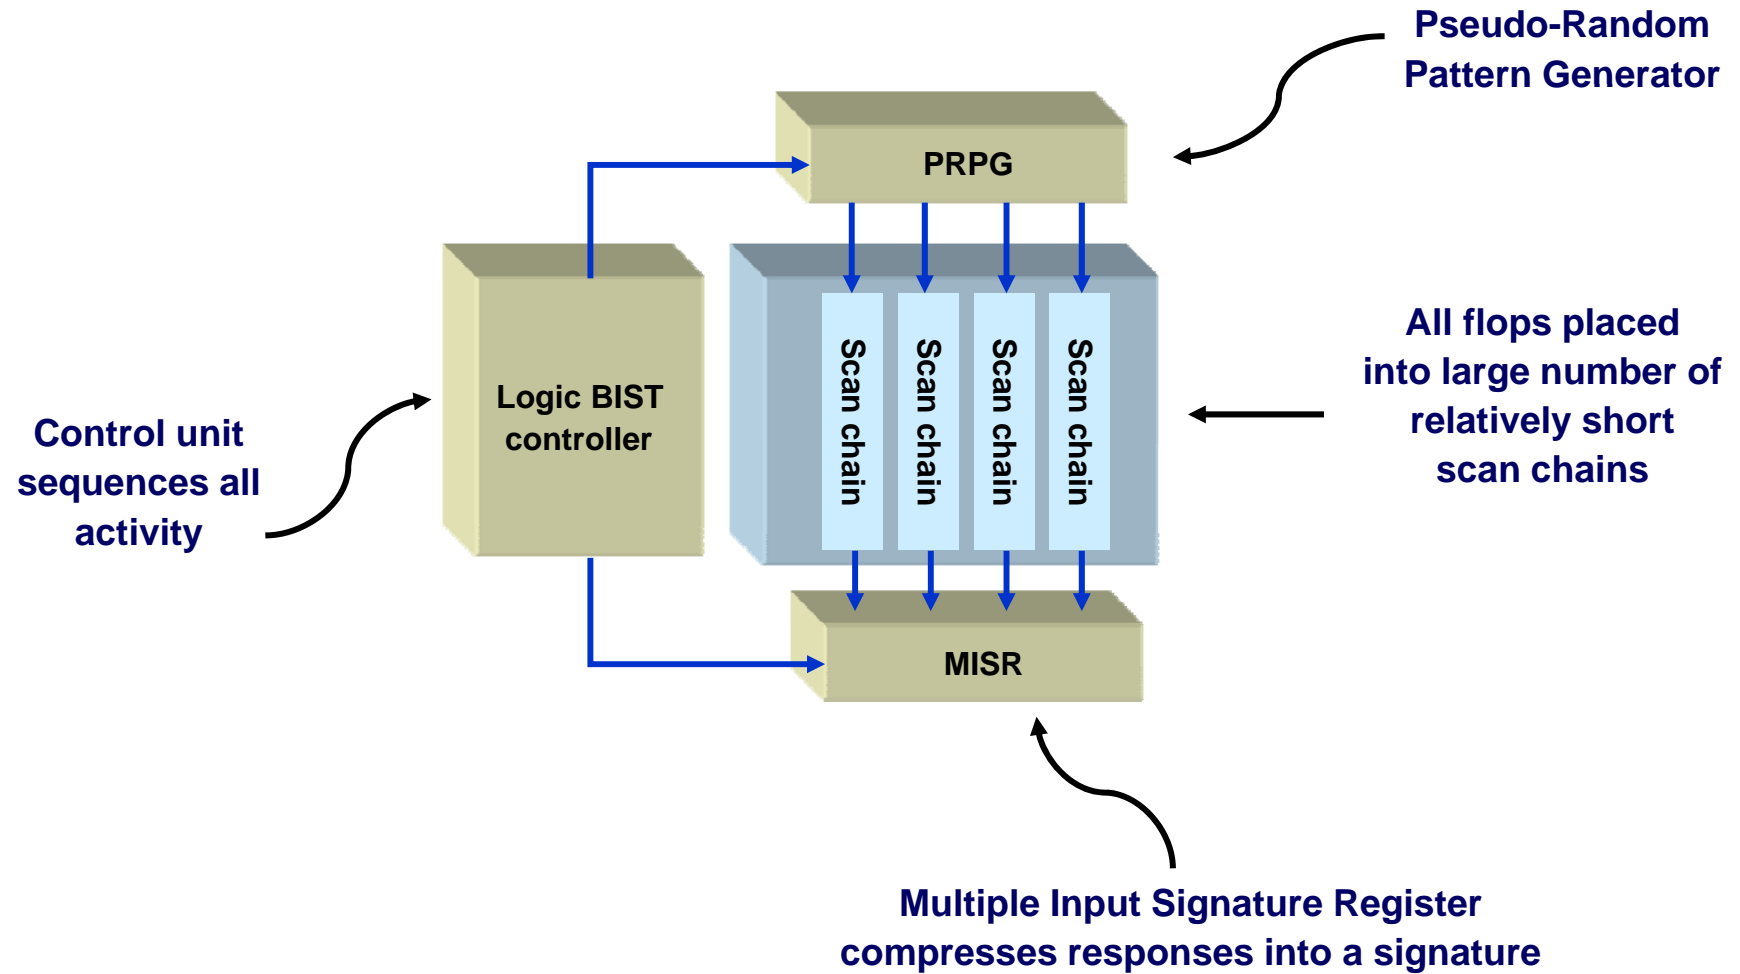 Pseudo-Random
Pattern Generator
PRPG
Logic BIST
controller
Scan chain
Scan chain
Scan chain
Scan chain
All flops placed
into large number of
relatively short
scan chains
Control unit
sequences all
activity
MISR
Multiple Input Signature Register
compresses responses into a signature